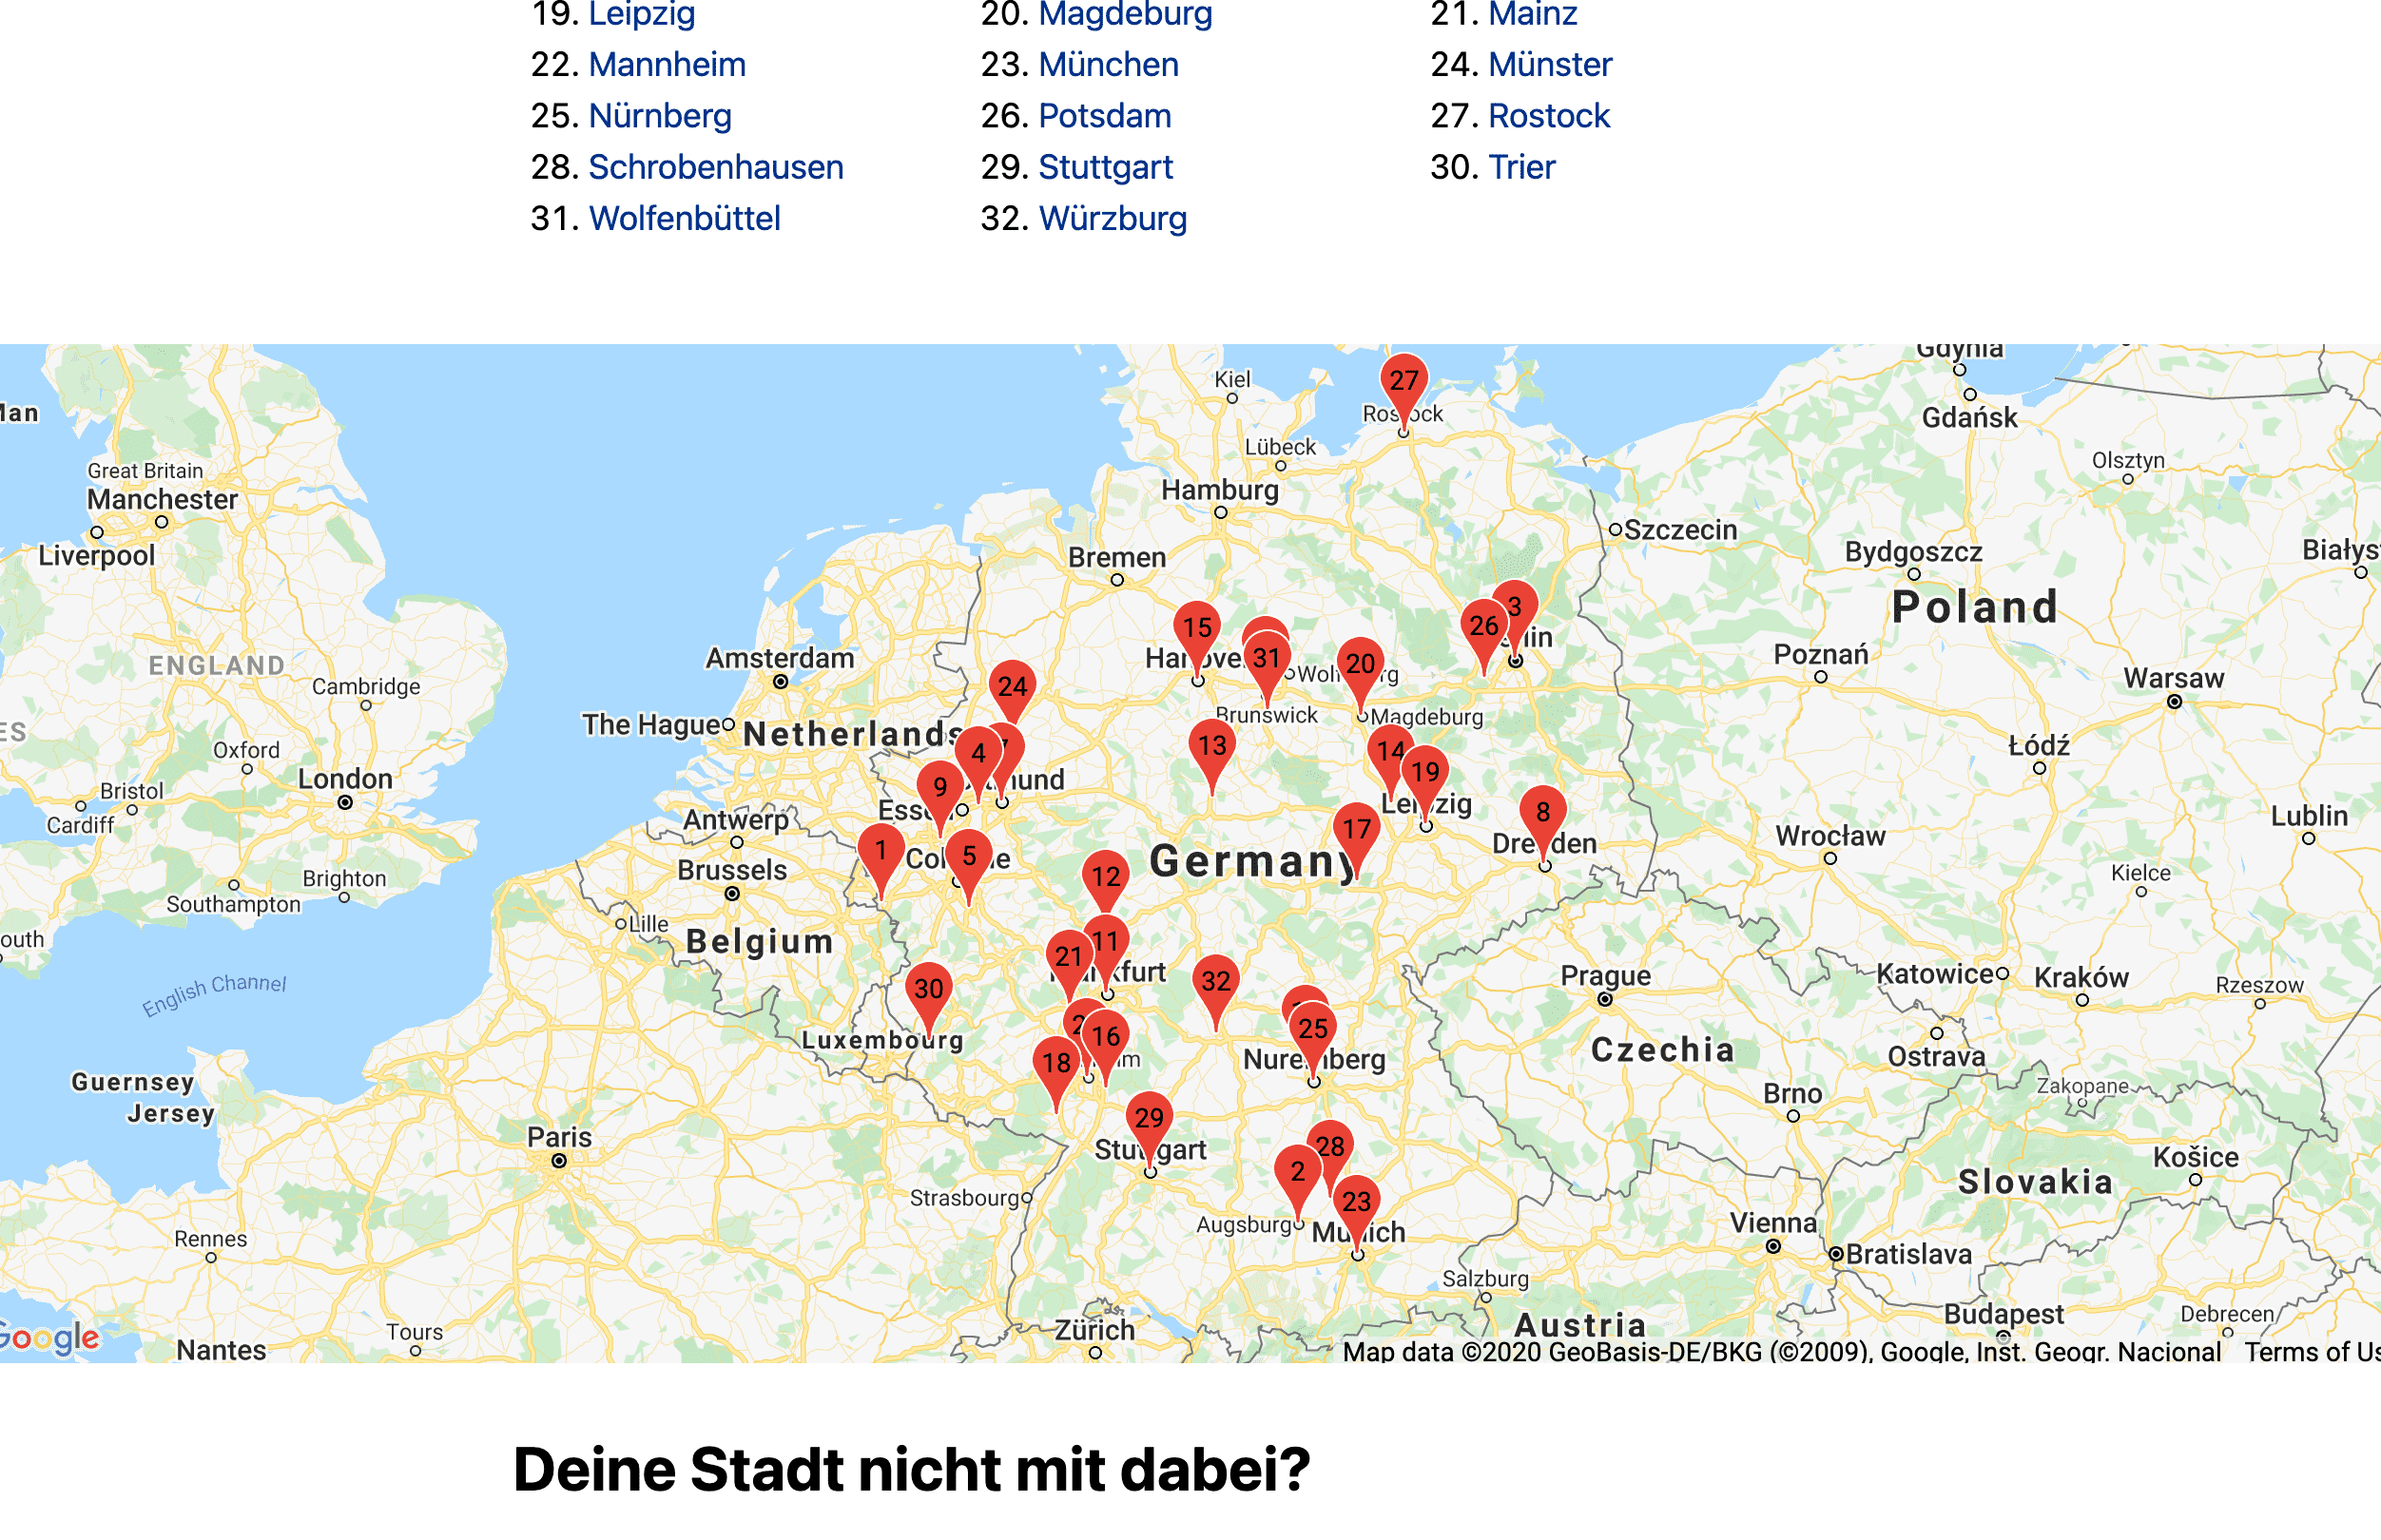 19. Leipzig 20. Magdeburg 21. Mainz
22. Mannheim 23. München 24. Münster
25. Nürnberg 26. Potsdam 27. Rostock
28. Schrobenhausen 29. Stuttgart 30. Trier
31. Wolfenbüttel 32. Würzburg
Gdynia
27
Kiel
Man
Rostock
Gdańsk
Lübeck
Great Britain
Olsztyn
Manchester
Hamburg
Szczecin
Liverpool
Bremen
Bydgoszcz
Poland
3
15
26
31
20
ENGLAND
Amsterdam
Hannover
Poznań
Cambridge
24
Warsaw
The Hague
Netherlands
Brunswick
Magdeburg
Oxford
4
13
14
19
Łódź
London
9
Bristol
Essen
Leipzig
8
Cardiff
Antwerp
17
Dresden
Wrocław
Lublin
1
Cologne
5
Germany
Brussels
12
Brighton
Kielce
Southampton
Lille
Belgium
11
21
Frankfurt
32
Prague
Katowice
Kraków
Rzeszow
English Channel
30
25
Luxembourg
16
18
Nuremberg
Czechia
Ostrava
Guernsey
Jersey
Zakopane
Brno
29
Paris
Stuttgart
28
2
Košice
Slovakia
Strasbourg
23
Augsburg
Munich
Vienna
Rennes
Bratislava
Salzburg
Budapest
Debrecen
Google
Tours
Zürich
Austria
Nantes
Map data ©2020 GeoBasis-DE/BKG (©2009), Google, Inst. Geogr. Nacional Terms of Us
Deine Stadt nicht mit dabei?